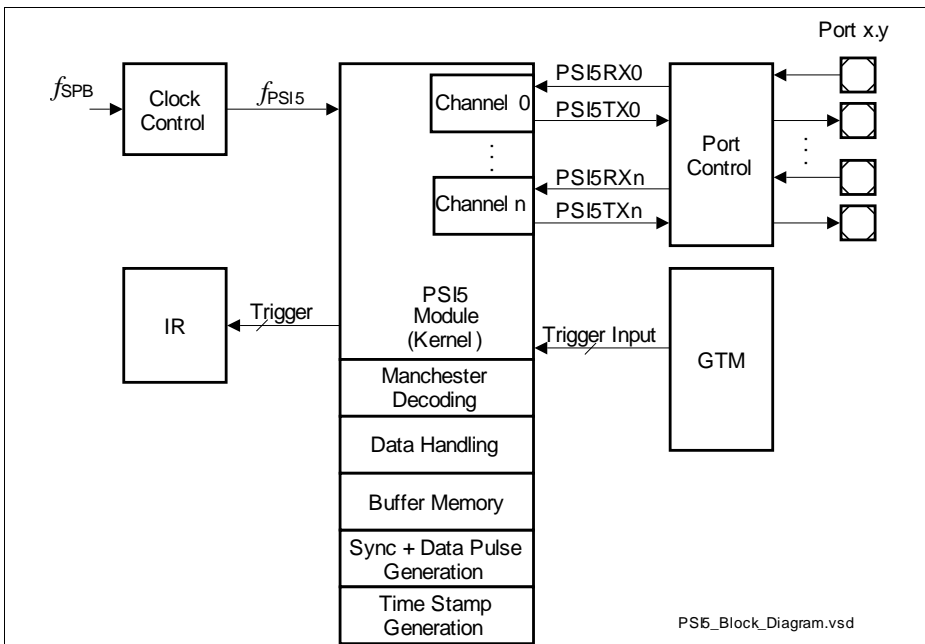 Port x.y
fSPB
Clock
Control
fPSI5
Channel 0
PSI5RX0
PSI5TX0
Port
Control
Channel n
PSI5RXn
PSI5TXn
IR
Trigger
PSI5
Module
(Kernel)
Trigger Input
GTM
Manchester
Decoding
Data Handling
Buffer Memory
Sync + Data Pulse
Generation
Time Stamp
Generation
PSI5_Block_Diagram.vsd